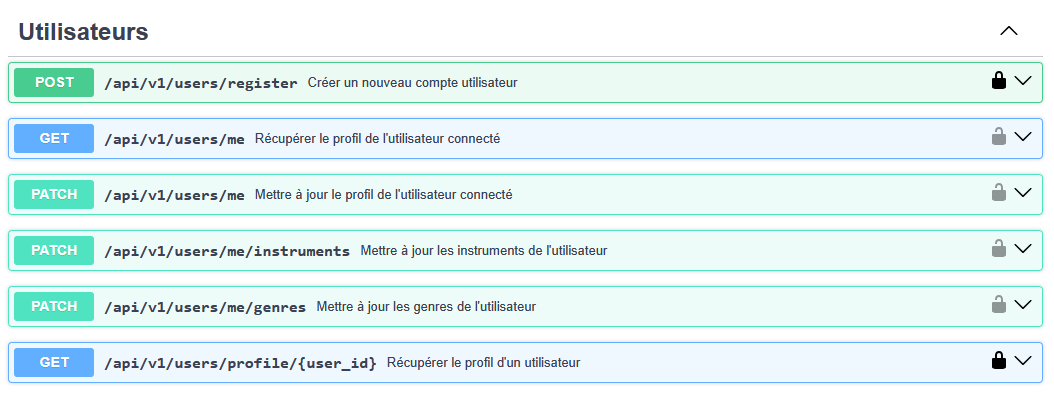 Utilisateurs
POST /api/v1/users/register Créer un nouveau compte utilisateur
GET /api/v1/users/me Récupérer le profil de l'utilisateur connecté
PATCH /api/v1/users/me Mettre à jour le profil de l'utilisateur connecté
PATCH /api/v1/users/me/instruments Mettre à jour les instruments de l'utilisateur
PATCH /api/v1/users/me/genres Mettre à jour les genres de l'utilisateur
GET /api/v1/users/profile/{user_id} Récupérer le profil d'un utilisateur